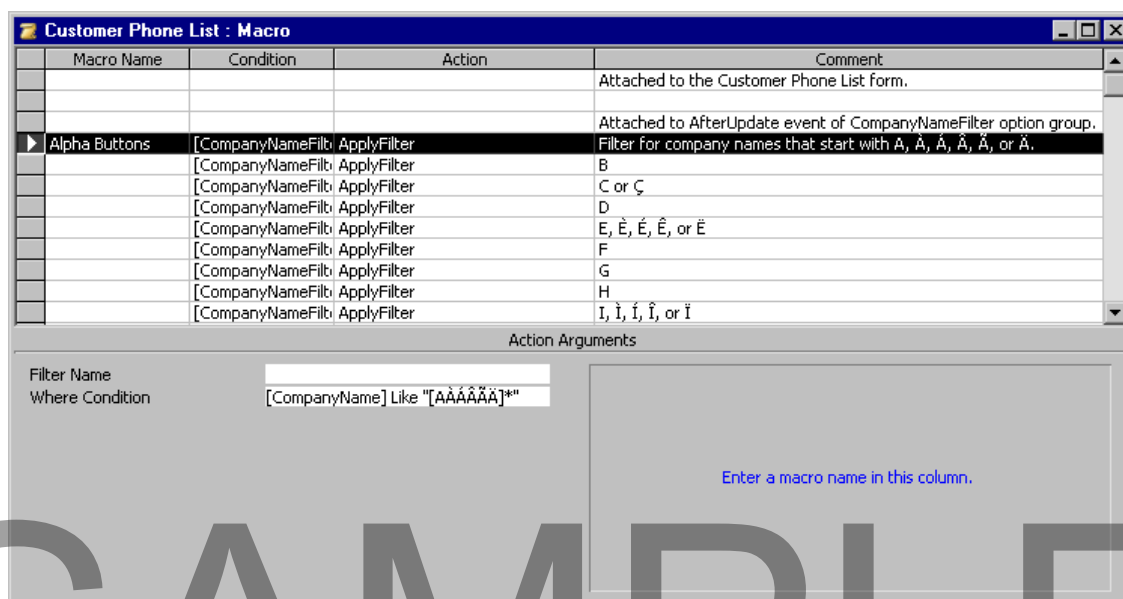 Customer Phone List : Macro
Macro Name Condition Action Comment
Attached to the Customer Phone List form.
Attached to AfterUpdate event of CompanyNameFilter option group.
Alpha Buttons [CompanyNameFilt ApplyFilter Filter for company names that start with A, À, Á, Â, Ã, or Ä.
[CompanyNameFilt ApplyFilter B
[CompanyNameFilt ApplyFilter C or Ç
[CompanyNameFilt ApplyFilter D
[CompanyNameFilt ApplyFilter E, È, É, Ê, or Ë
[CompanyNameFilt ApplyFilter F
[CompanyNameFilt ApplyFilter G
[CompanyNameFilt ApplyFilter H
[CompanyNameFilt ApplyFilter I, Ì, Í, Î, or Ï
Action Arguments
Filter Name
Where Condition [CompanyName] Like "[AÀÁÂÃÄ]*"
Enter a macro name in this column.
SAMPLE